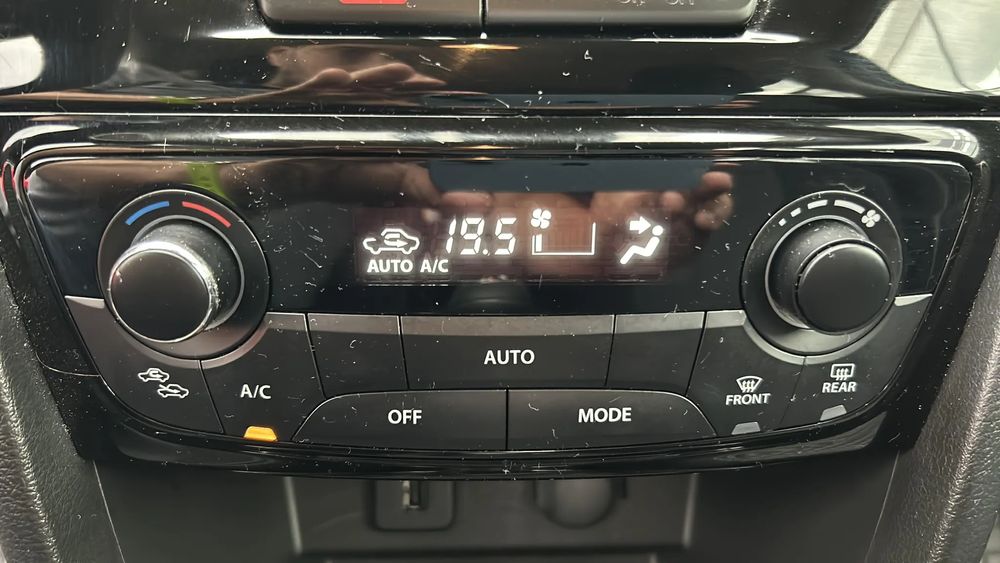 19.5
AUTO A/C
AUTO
A/C
OFF
MODE
FRONT
REAR